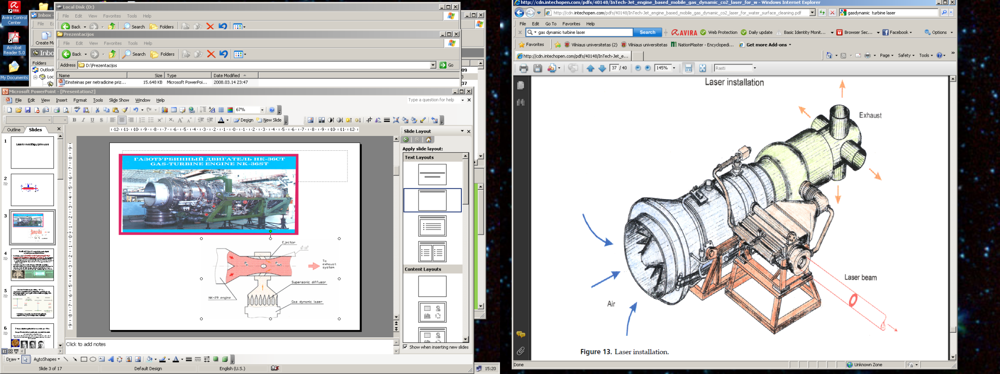 Avira Control
Center
Acrobat
Reader 5.0
My Documents
Inbox -
Create Ma
Inbo
Folders
Outloo
Loc
Local Disk (D:)
File Edit View Favorites Tools Help
Back Search Folders
Prezentacijos
File Edit View Favorites Tools Help
Back Search Folders
Address D:\Prezentacijos Go
Name Size Type Date Modified
Einsteinas per netradicine priz... 15.648 KB Microsoft PowerPoi... 2008.03.14 23:47
09
3
37
Microsoft PowerPoint - [Presentation2]
File Edit View Insert Format Tools Slide Show Window Help
Type a question for help
67%
B I U S
Design New Slide
Outline Slides
1
2
3
4
5
6
ГАЗОТУРБИННЫЙ ДВИГАТЕЛЬ НК-36СТ
GAS-TURBINE ENGINE NK-36ST
Ejector
To
exhaust
system
Supersonic diffusor
NK-29 engine
Gas dynamic laser
Click to add notes
Slide Layout
Apply slide layout:
Text Layouts
Content Layouts
Show when inserting new slides
Draw AutoShapes
Slide 3 of 17 Default Design English (U.S.)
15:20
http://cdn.intechopen.com/pdfs/40148/InTech-Jet_engine_based_mobile_gas_dynamic_co2_laser_for_w - Windows Internet Explorer
http://cdn.intechopen.com/pdfs/40148/InTech-Jet_engine_based_mobile_gas_dynamic_co2_laser_for_water_surface_cleaning.pdf
gasdynamic turbine laser
File Edit Go To Favorites Help
gas dynamic turbine laser Search AVIRA Web Protection Daily update Basic Identity Monit... Browser Sec... Facebook Options
Favorites Vilniaus universitetas (2) Vilniaus universitetas NationMaster - Encyclopedi... Get more Add-ons
http://cdn.intechopen.com/pdfs/40148/InTech-Jet_e...
Page Safety Tools
37 / 40 145% Rasti
Laser installation
Exhaust
Laser beam
Air
Figure 13. Laser installation.
Done Unknown Zone